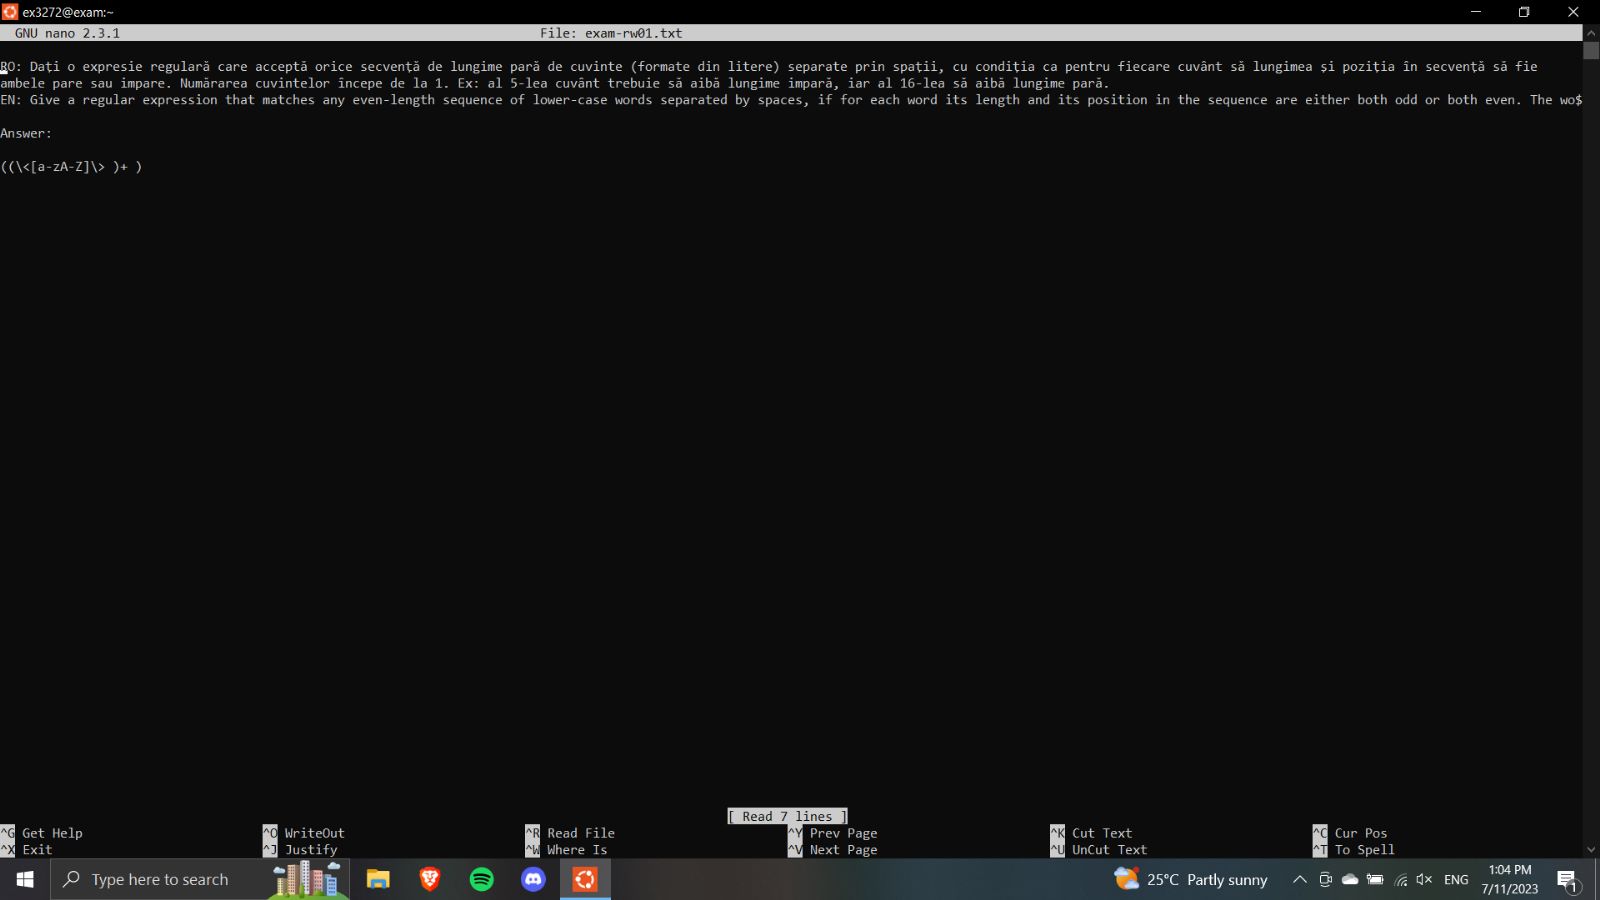 ex3272@exam:~
GNU nano 2.3.1 File: exam-rw01.txt
RO: Dați o expresie regulară care acceptă orice secvență de lungime pară de cuvinte (formate din litere) separate prin spații, cu condiția ca pentru fiecare cuvânt să lungimea și poziția în secvență să fie
ambele pare sau impare. Numărarea cuvintelor începe de la 1. Ex: al 5-lea cuvânt trebuie să aibă lungime impară, iar al 16-lea să aibă lungime pară.
EN: Give a regular expression that matches any even-length sequence of lower-case words separated by spaces, if for each word its length and its position in the sequence are either both odd or both even. The wo$
Answer:
((\<[a-zA-Z]\> )+ )
[ Read 7 lines ]
^G Get Help ^O WriteOut ^R Read File ^Y Prev Page ^K Cut Text ^C Cur Pos
^X Exit ^J Justify ^W Where Is ^V Next Page ^U UnCut Text ^T To Spell
Type here to search 25°C Partly sunny ENG 1:04 PM
7/11/2023 1